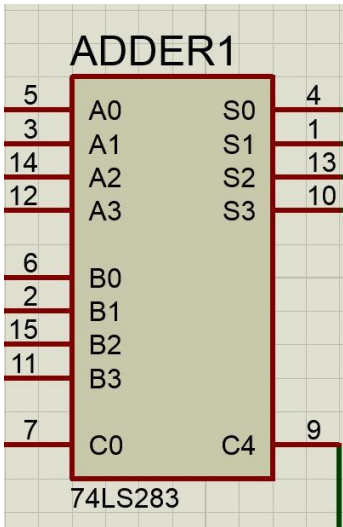 ADDER1
5 A0 S0 4
3 A1 S1 1
14 A2 S2 13
12 A3 S3 10
6 B0
2 B1
15 B2
11 B3
7 C0 C4 9
74LS283